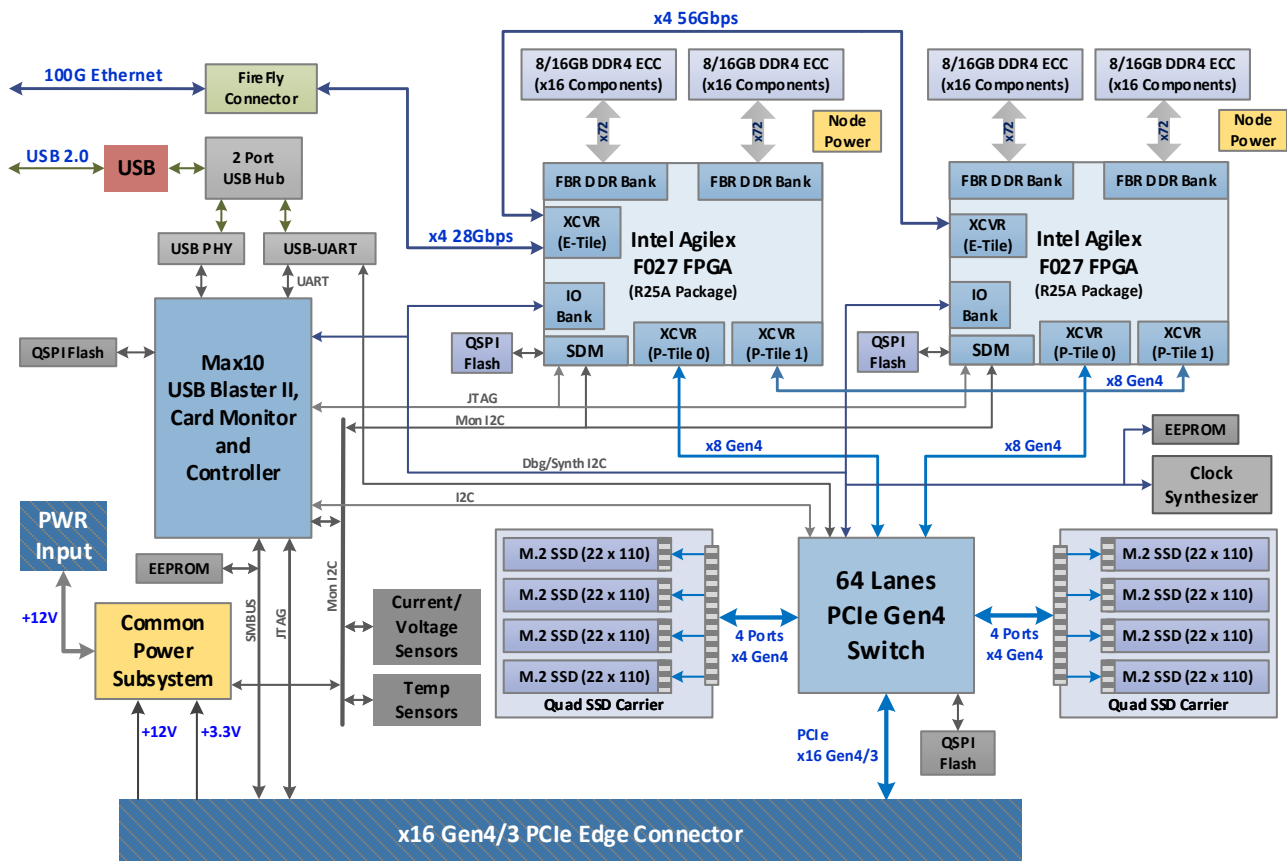 x4 56Gbps
100G Ethernet
FireFly
Connector
8/16GB DDR4 ECC
(x16 Components)
8/16GB DDR4 ECC
(x16 Components)
8/16GB DDR4 ECC
(x16 Components)
8/16GB DDR4 ECC
(x16 Components)
x72
x72
x72
x72
Node
Power
Node
Power
USB 2.0
USB
2 Port
USB Hub
FBR DDR Bank
FBR DDR Bank
FBR DDR Bank
FBR DDR Bank
x4 28Gbps
USB PHY
USB-UART
UART
XCVR
(E-Tile)
Intel Agilex
F027 FPGA
(R25A Package)
IO
Bank
SDM
XCVR
(P-Tile 0)
XCVR
(P-Tile 1)
QSPI
Flash
XCVR
(E-Tile)
Intel Agilex
F027 FPGA
(R25A Package)
IO
Bank
SDM
XCVR
(P-Tile 0)
XCVR
(P-Tile 1)
QSPI
Flash
QSPI Flash
Max10
USB Blaster II,
Card Monitor
and
Controller
JTAG
Mon I2C
x8 Gen4
x8 Gen4
x8 Gen4
Dbg/Synth I2C
I2C
EEPROM
Clock
Synthesizer
PWR
Input
+12V
EEPROM
SMBUS
JTAG
Mon I2C
Common
Power
Subsystem
Current/
Voltage
Sensors
Temp
Sensors
M.2 SSD (22 x 110)
M.2 SSD (22 x 110)
M.2 SSD (22 x 110)
M.2 SSD (22 x 110)
Quad SSD Carrier
4 Ports
x4 Gen4
64 Lanes
PCIe Gen4
Switch
4 Ports
x4 Gen4
M.2 SSD (22 x 110)
M.2 SSD (22 x 110)
M.2 SSD (22 x 110)
M.2 SSD (22 x 110)
Quad SSD Carrier
+12V
+3.3V
PCIe
x16 Gen4/3
QSPI
Flash
x16 Gen4/3 PCIe Edge Connector